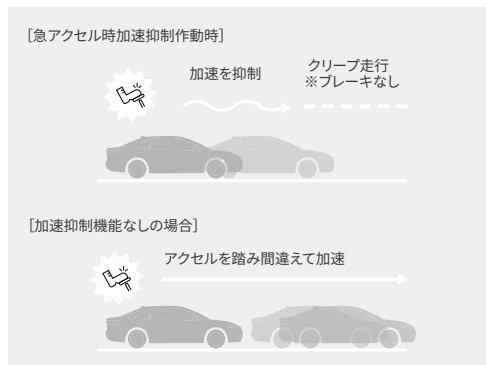 ［急アクセル時加速抑制作動時］
加速を抑制
クリープ走行
※ブレーキなし
［加速抑制機能なしの場合］
アクセルを踏み間違えて加速